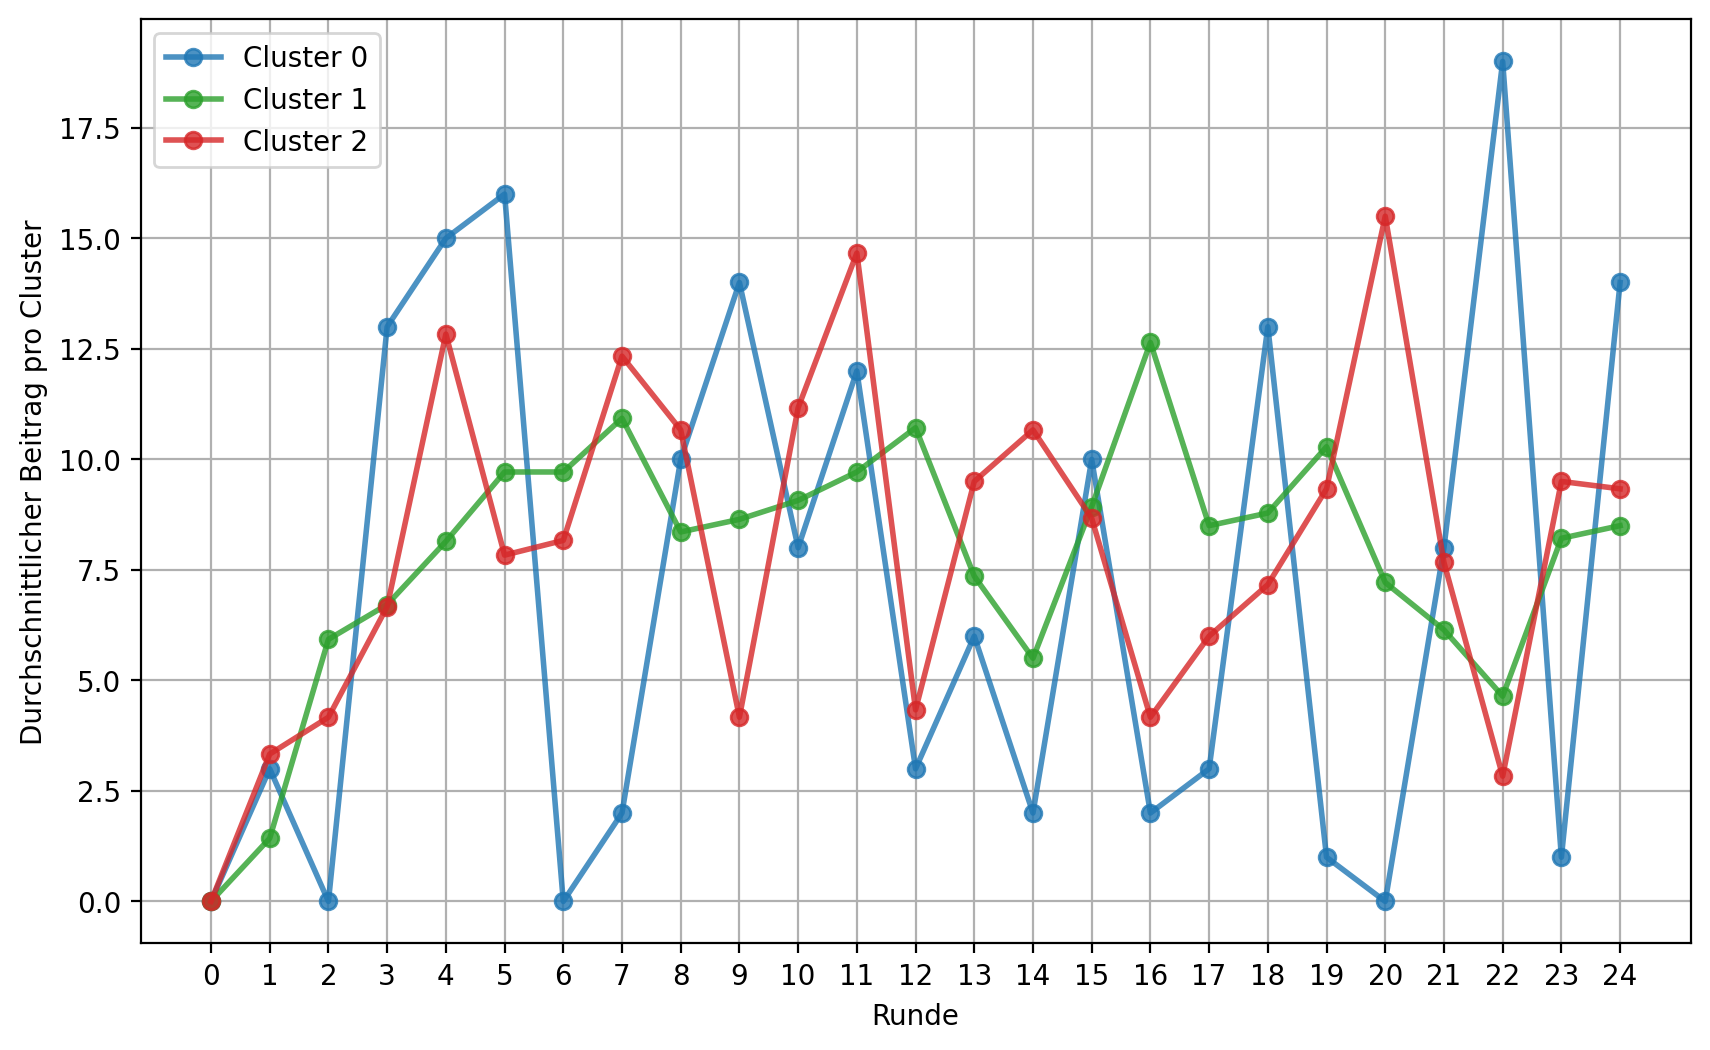 Cluster 0
Cluster 1
Cluster 2
Durchschnittlicher Beitrag pro Cluster
17.5
15.0
12.5
10.0
7.5
5.0
2.5
0.0
0 1 2 3 4 5 6 7 8 9 10 11 12 13 14 15 16 17 18 19 20 21 22 23 24
Runde